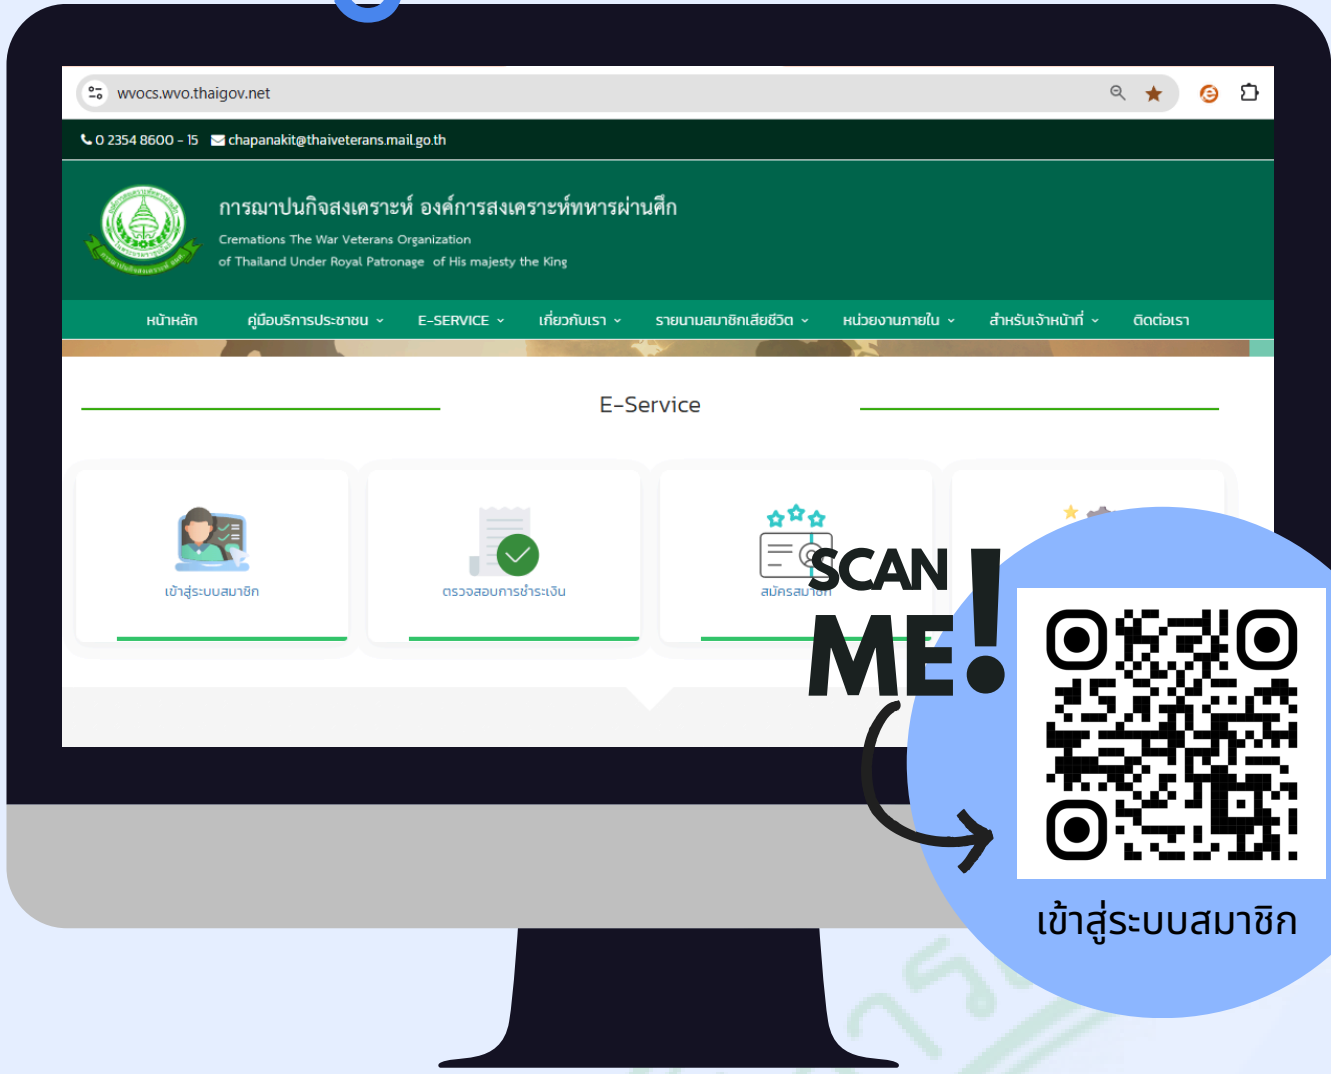 wvocs.wvo.thaigov.net
0 2354 8600 - 15 chapanakit@thaiveterans.mail.go.th
การฌาปนกิจสงเคราะห์ องค์การสงเคราะห์ทหารผ่านศึก
Cremations The War Veterans Organization
of Thailand Under Royal Patronage of His majesty the King
หน้าหลัก คู่มือบริการประชาชน E-SERVICE เกี่ยวกับเรา รายนามสมาชิกเสียชีวิต หน่วยงานภายใน สำหรับเจ้าหน้าที่ ติดต่อเรา
E-Service
เข้าสู่ระบบสมาชิก ตรวจสอบการชำระเงิน สมัครสมาชิก
SCAN
ME!
เข้าสู่ระบบสมาชิก